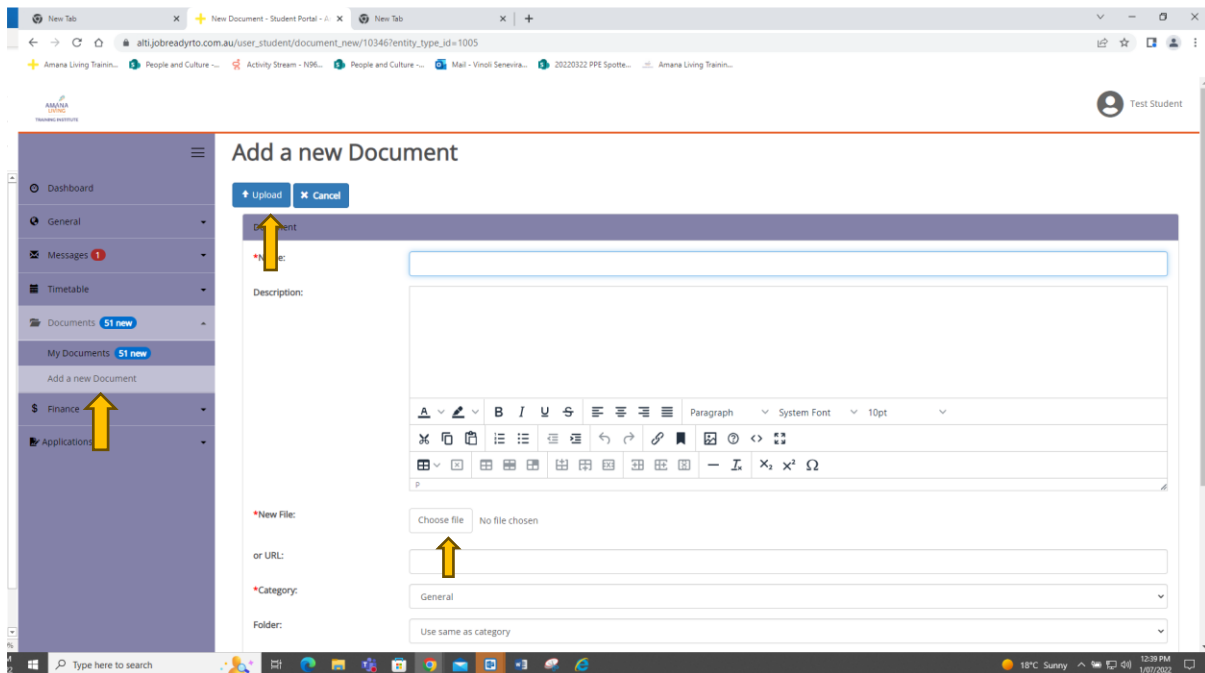 New Tab
New Document - Student Portal - A
New Tab
alti.jobreadyrto.com.au/user_student/document_new/10346?entity_type_id=1005
Amana Living Trainin... People and Culture -... Activity Stream - N96... People and Culture -... Mail - Vinoli Senevira... 20220322 PPE Spotte... Amana Living Trainin...
AMANA
LIVING
TRAINING INSTITUTE
Test Student
Add a new Document
Upload
Cancel
Dashboard
General
Messages 1
Timetable
Documents 51 new
My Documents 51 new
Add a new Document
$ Finance
Applications
Description:
A B I U S Paragraph System Font 10pt
X₂ x² Ω
P
*New File:
Choose file No file chosen
or URL:
*Category:
General
Folder:
Use same as category
Type here to search
18°C Sunny
12:39 PM
1/07/2022